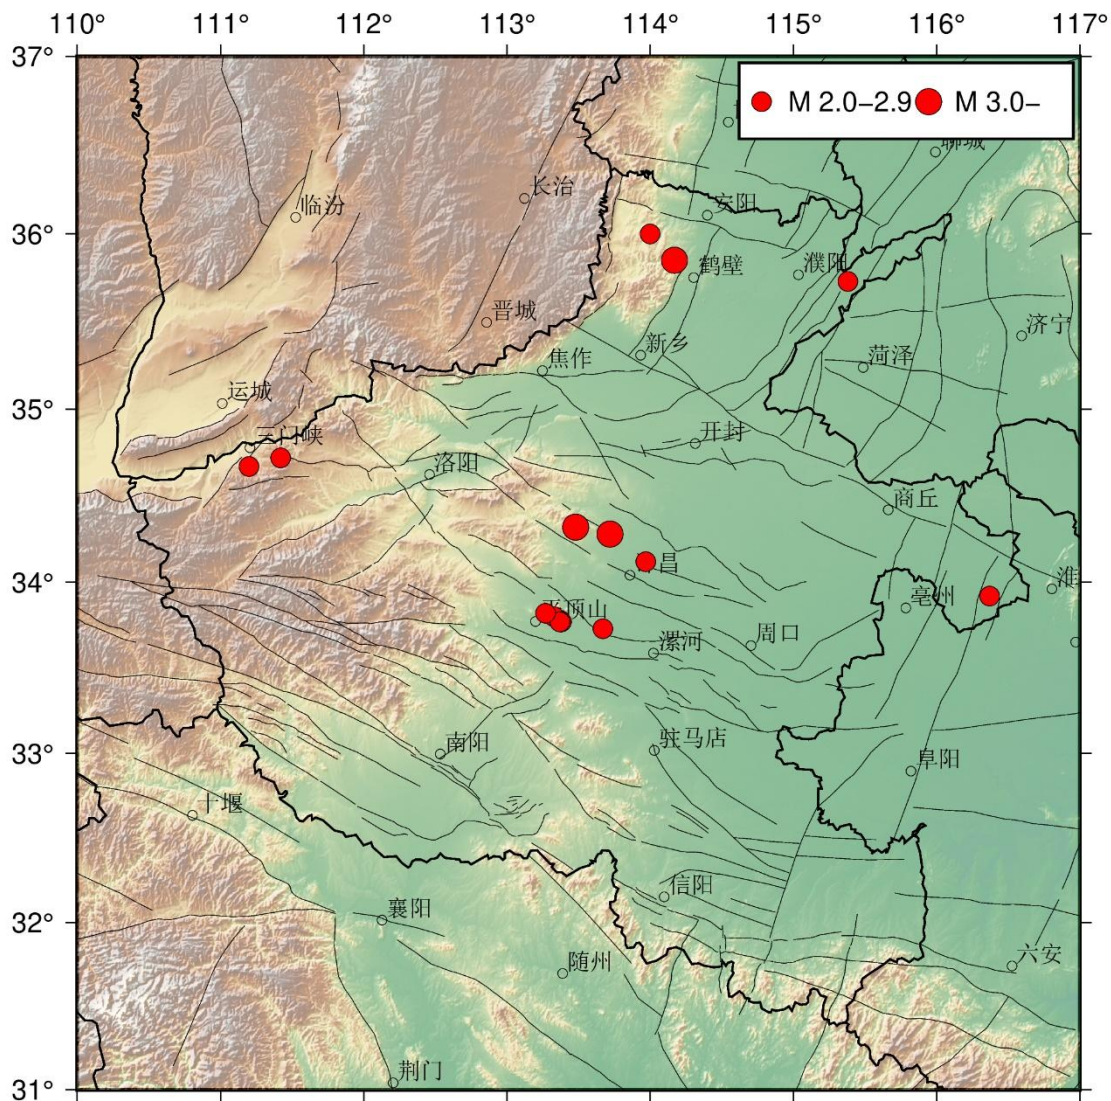 110° 111° 112° 113° 114° 115° 116° 117°
37°
M 2.0–2.9 M 3.0–
聊城
长治
临汾
安阳
36°
鹤壁
濮阳
晋城
济宁
新乡
焦作
菏泽
运城
35°
三门峡
开封
洛阳
商丘
昌
34°
淮
亳州
平顶山
周口
漯河
33°
南阳
驻马店
阜阳
十堰
信阳
32°
襄阳
随州
六安
荆门
31°